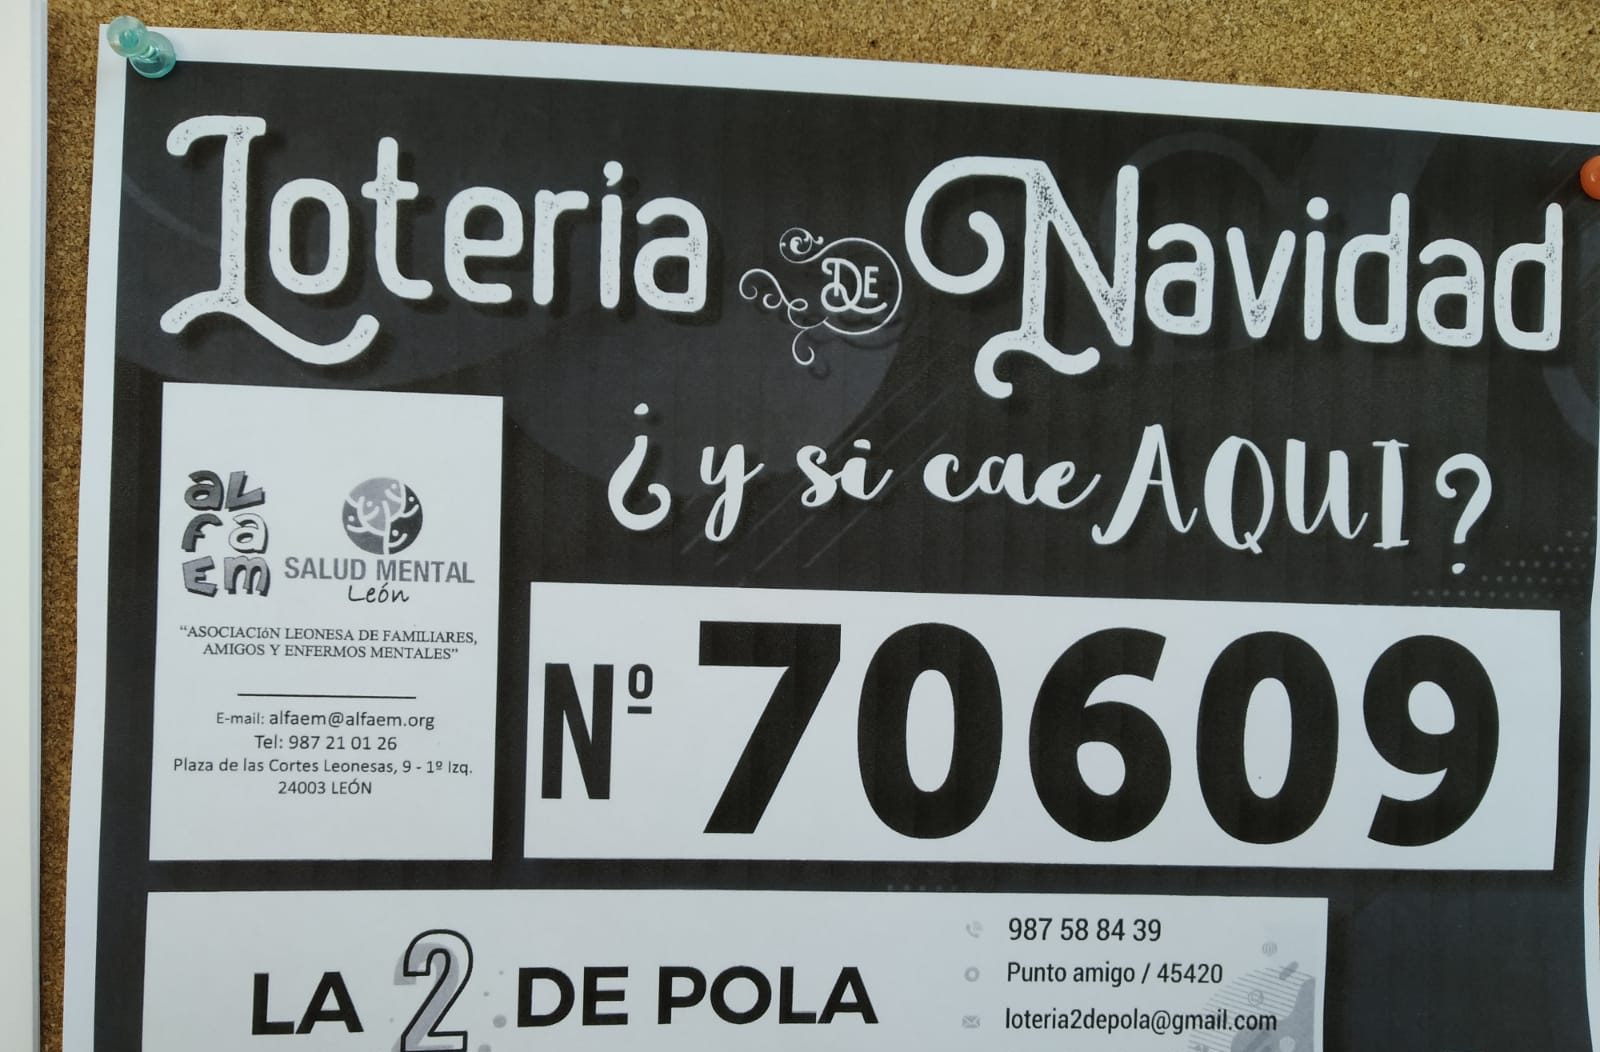 Lotería DE Navidad
¿y si cae AQUI?
aL
Fa
Em
SALUD MENTAL
León
“ASOCIACIóN LEONESA DE FAMILIARES,
AMIGOS Y ENFERMOS MENTALES”
E-mail: alfaem@alfaem.org
Tel: 987 21 01 26
Plaza de las Cortes Leonesas, 9 - 1º Izq.
24003 LEÓN
Nº 70609
LA 2 DE POLA
987 58 84 39
Punto amigo / 45420
loteria2depola@gmail.com